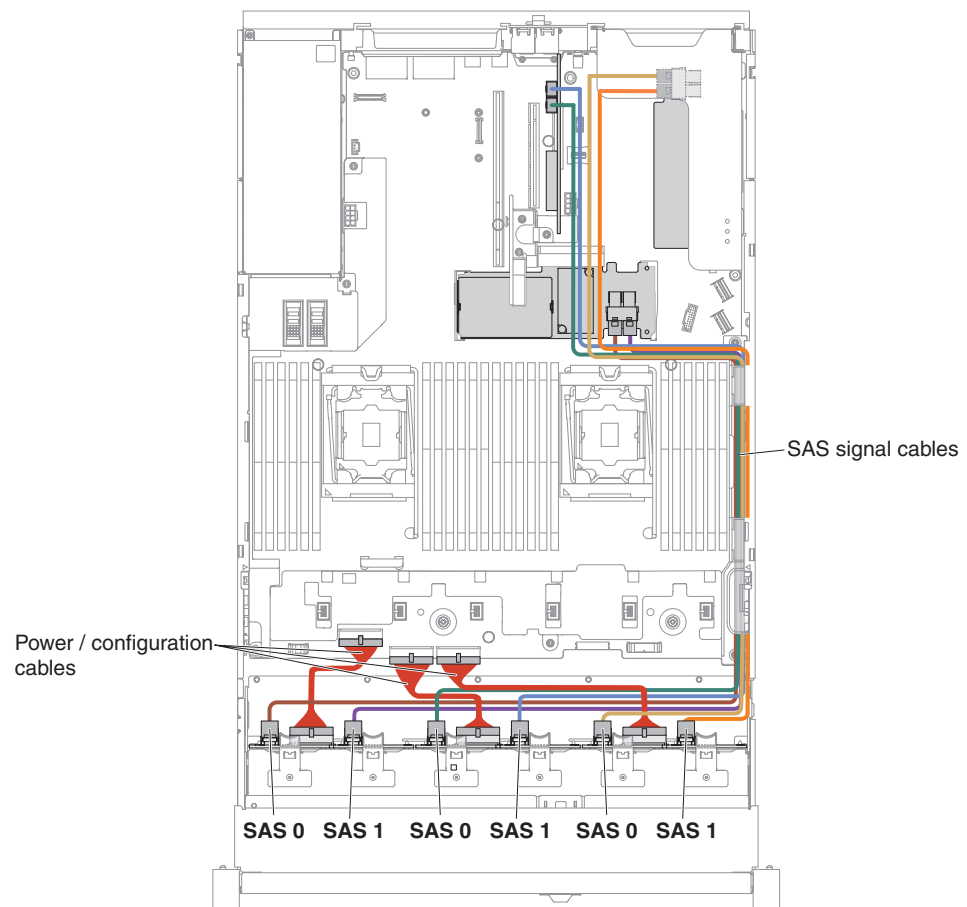 SAS signal cables
Power / configuration
cables
SAS 0 SAS 1 SAS 0 SAS 1 SAS 0 SAS 1